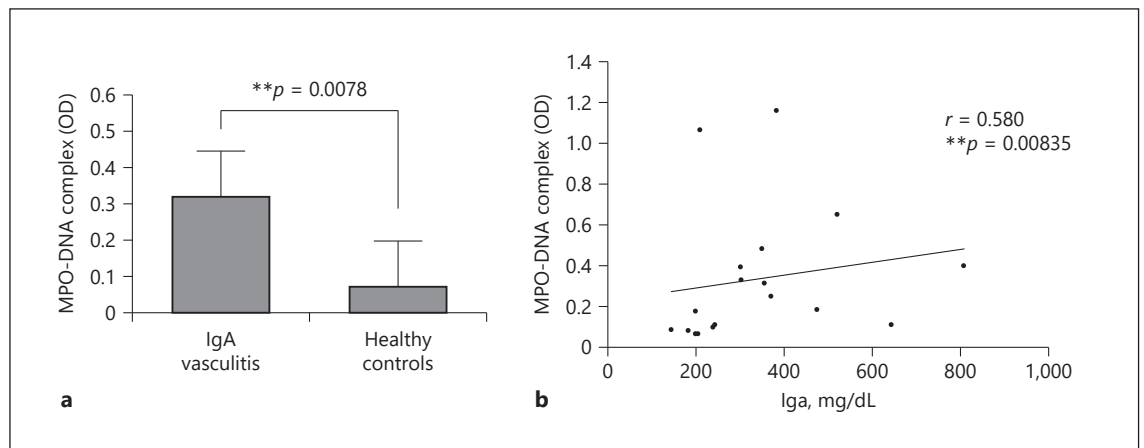 MPO-DNA complex (OD)
0.6
0.5
0.4
0.3
0.2
0.1
0
**p = 0.0078
IgA
vasculitis
Healthy
controls
a
MPO-DNA complex (OD)
1.4
1.2
1.0
0.8
0.6
0.4
0.2
0
r = 0.580
**p = 0.00835
0 200 400 600 800 1,000
Iga, mg/dL
b